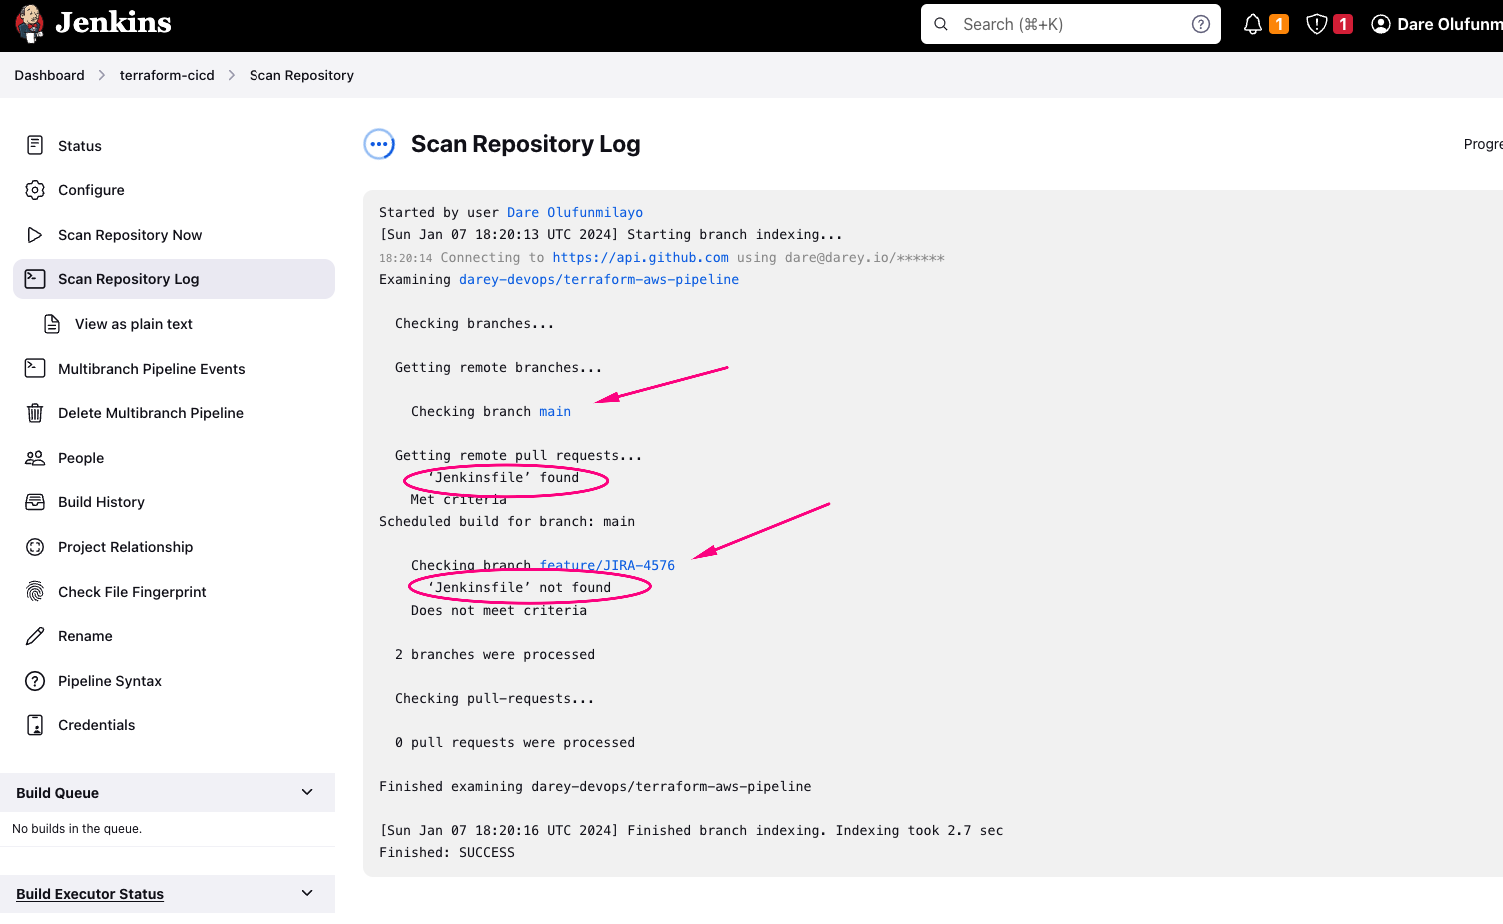 Jenkins
Search (⌘+K)
1
1
Dare Olufunm
Dashboard > terraform-cicd > Scan Repository
Status
Configure
Scan Repository Now
Scan Repository Log
View as plain text
Multibranch Pipeline Events
Delete Multibranch Pipeline
People
Build History
Project Relationship
Check File Fingerprint
Rename
Pipeline Syntax
Credentials
Build Queue
No builds in the queue.
Build Executor Status
Scan Repository Log
Progre
Started by user Dare Olufunmilayo
[Sun Jan 07 18:20:13 UTC 2024] Starting branch indexing...
18:20:14 Connecting to https://api.github.com using dare@darey.io/******
Examining darey-devops/terraform-aws-pipeline
Checking branches...
Getting remote branches...
Checking branch main
Getting remote pull requests...
‘Jenkinsfile’ found
Met criteria
Scheduled build for branch: main
Checking branch feature/JIRA-4576
‘Jenkinsfile’ not found
Does not meet criteria
2 branches were processed
Checking pull-requests...
0 pull requests were processed
Finished examining darey-devops/terraform-aws-pipeline
[Sun Jan 07 18:20:16 UTC 2024] Finished branch indexing. Indexing took 2.7 sec
Finished: SUCCESS